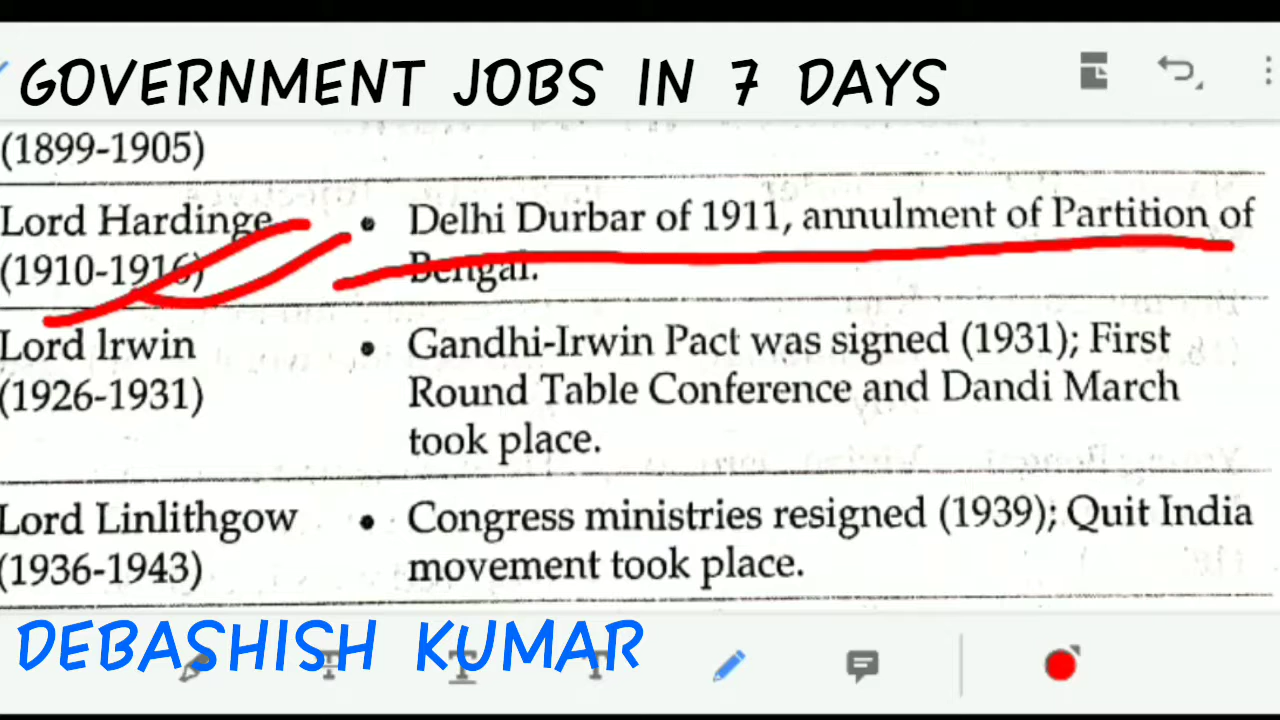 GOVERNMENT JOBS IN 7 DAYS
(1899-1905)
Lord Hardinge
(1910-1916)
• Delhi Durbar of 1911, annulment of Partition of
Bengal.
Lord lrwin
(1926-1931)
• Gandhi-Irwin Pact was signed (1931); First
Round Table Conference and Dandi March
took place.
Lord Linlithgow
(1936-1943)
• Congress ministries resigned (1939); Quit India
movement took place.
DEBASHISH KUMAR